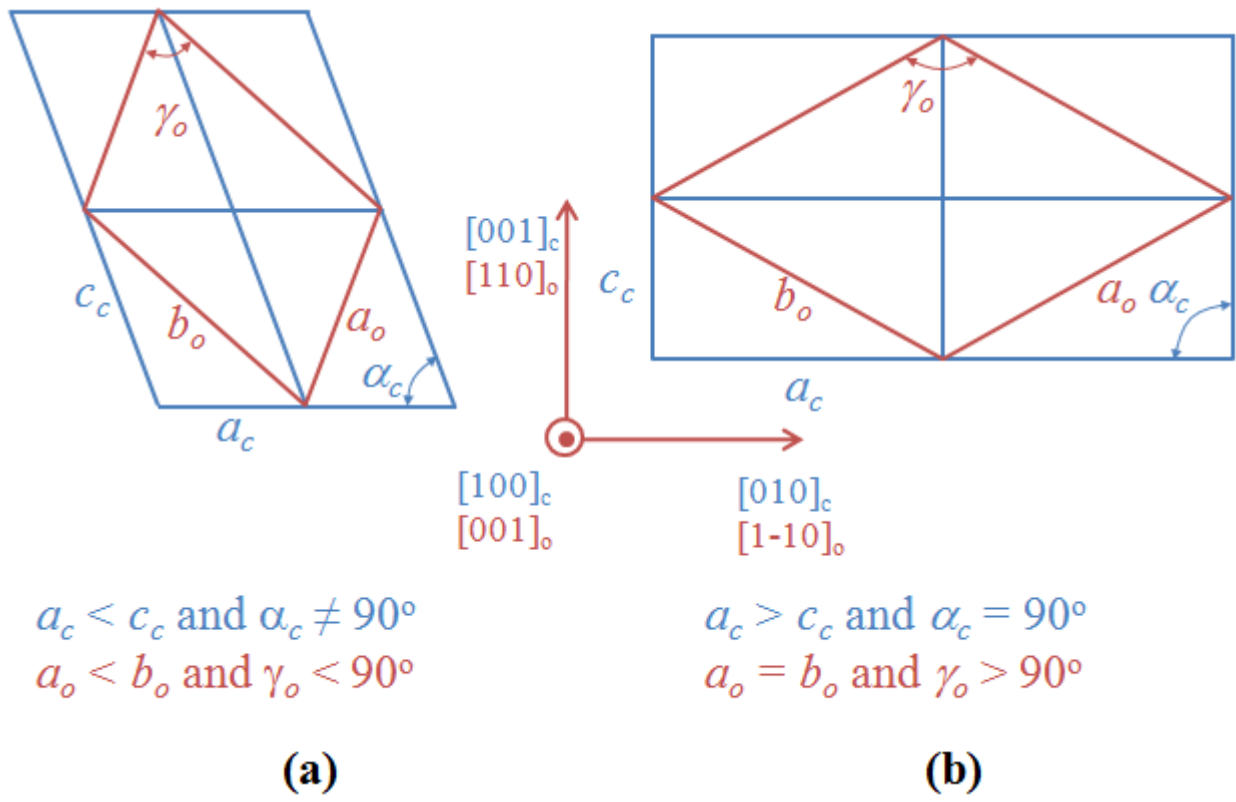 γo
cc
bo
ao
αc
ac
[001]c
[110]o
[100]c
[001]o
[010]c
[1-10]o
γo
cc
bo
ao
αc
ac
ac < cc and αc ≠ 90o
ao < bo and γo < 90o
(a)
ac > cc and αc = 90o
ao = bo and γo > 90o
(b)